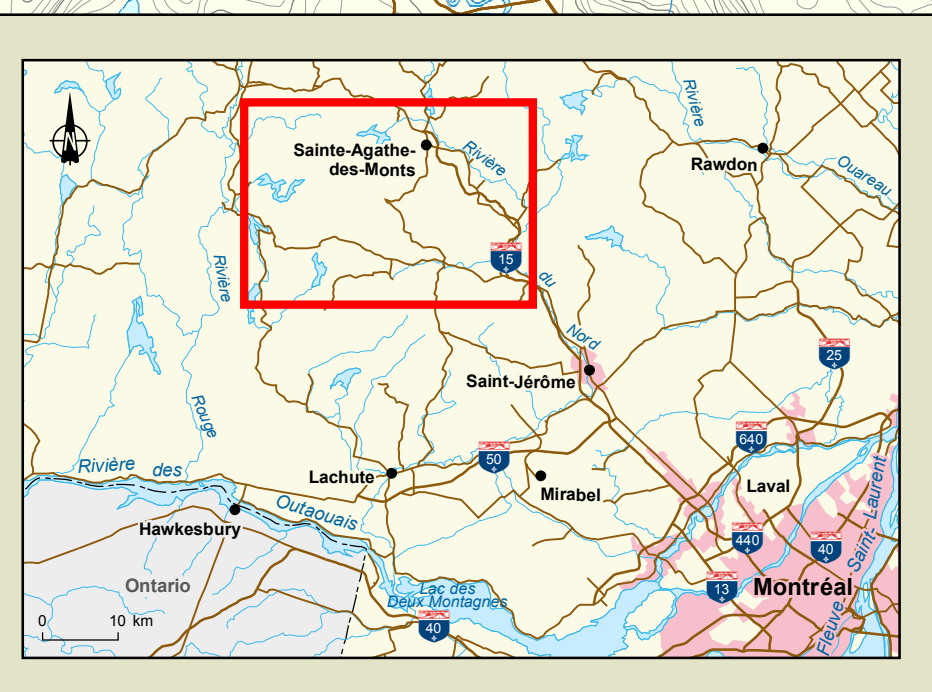 N
Sainte-Agathe-
des-Monts
Rivière
Rivière
Rawdon
Ouareau
15
Rivière
du
Nord
25
Saint-Jérôme
Rouge
640
50
Rivière des
Lachute
Mirabel
Laval
Outaouais
Hawkesbury
440
40
Fleuve Saint-Laurent
Ontario
Lac des
Deux Montagnes
13
Montréal
0 10 km
40